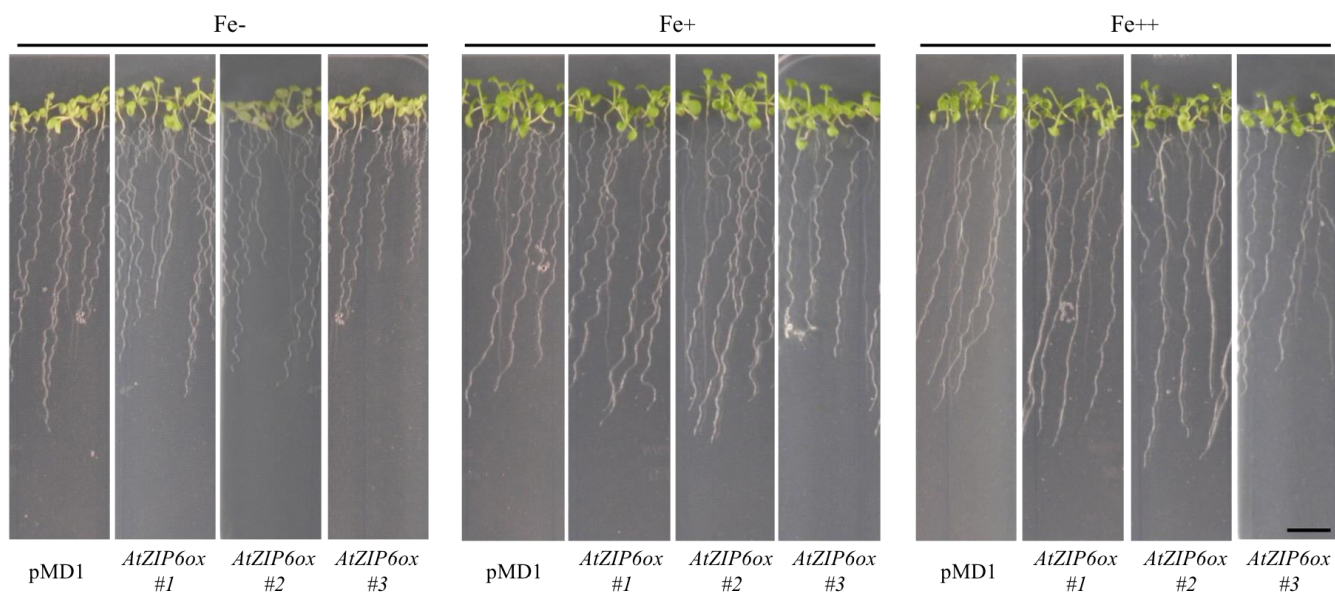 Fe-
Fe+
Fe++
pMD1
AtZIP6ox
#1
AtZIP6ox
#2
AtZIP6ox
#3
pMD1
AtZIP6ox
#1
AtZIP6ox
#2
AtZIP6ox
#3
pMD1
AtZIP6ox
#1
AtZIP6ox
#2
AtZIP6ox
#3